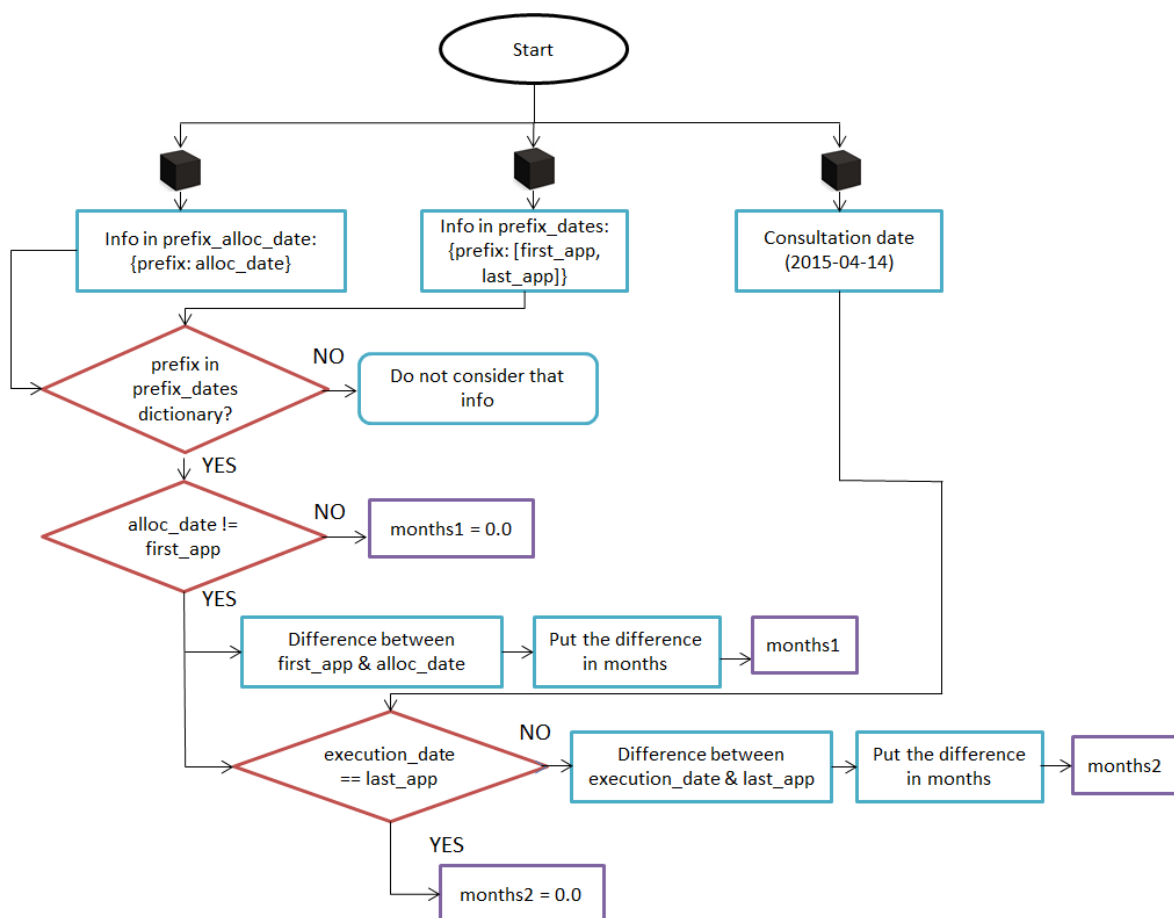 Start
Info in prefix_alloc_date:
{prefix: alloc_date}
Info in prefix_dates:
{prefix: [first_app,
last_app]}
Consultation date
(2015-04-14)
prefix in
prefix_dates
dictionary?
NO
Do not consider that
info
YES
alloc_date !=
first_app
NO
months1 = 0.0
YES
Difference between
first_app & alloc_date
Put the difference
in months
months1
execution_date
== last_app
NO
Difference between
execution_date & last_app
Put the difference
in months
months2
YES
months2 = 0.0